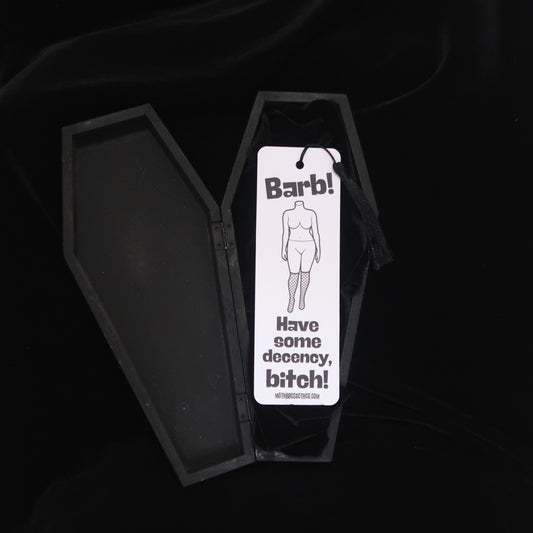 Barb!
Have
some
decency,
bitch!